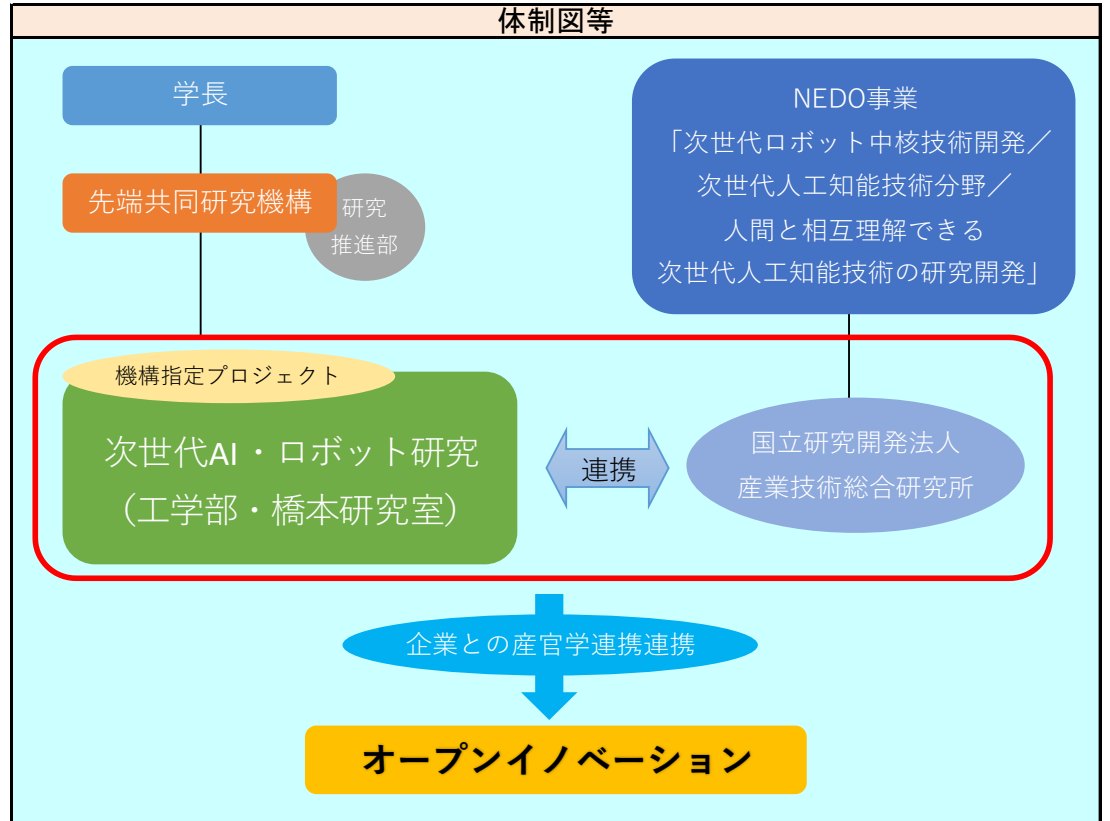 体制図等
学長
先端共同研究機構
研究
推進部
NEDO事業
「次世代ロボット中核技術開発／
次世代人工知能技術分野／
人間と相互理解できる
次世代人工知能技術の研究開発」
機構指定プロジェクト
次世代AI・ロボット研究
（工学部・橋本研究室）
連携
国立研究開発法人
産業技術総合研究所
企業との産官学連携連携
オープンイノベーション